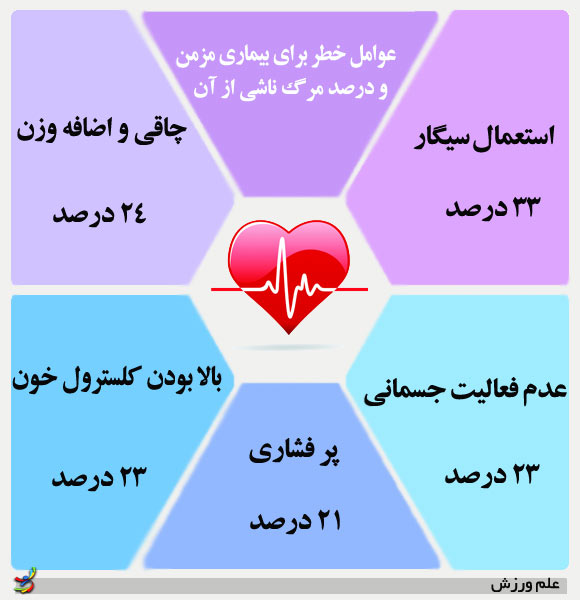 عوامل خطر برای بیماری مزمن
و درصد مرگ ناشی از آن
استعمال سیگار
۳۳ درصد
چاقی و اضافه وزن
۲٤ درصد
عدم فعالیت جسمانی
۲۳ درصد
پر فشاری
۲۱ درصد
بالا بودن کلسترول خون
۲۳ درصد
علم ورزش